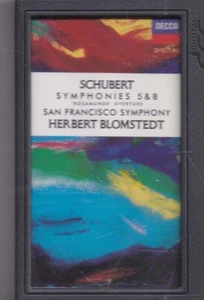 DECCA
DIGITAL
SCHUBERT
SYMPHONIES 5&8
'ROSAMUNDE' OVERTURE
SAN FRANCISCO SYMPHONY
HERBERT BLOMSTEDT